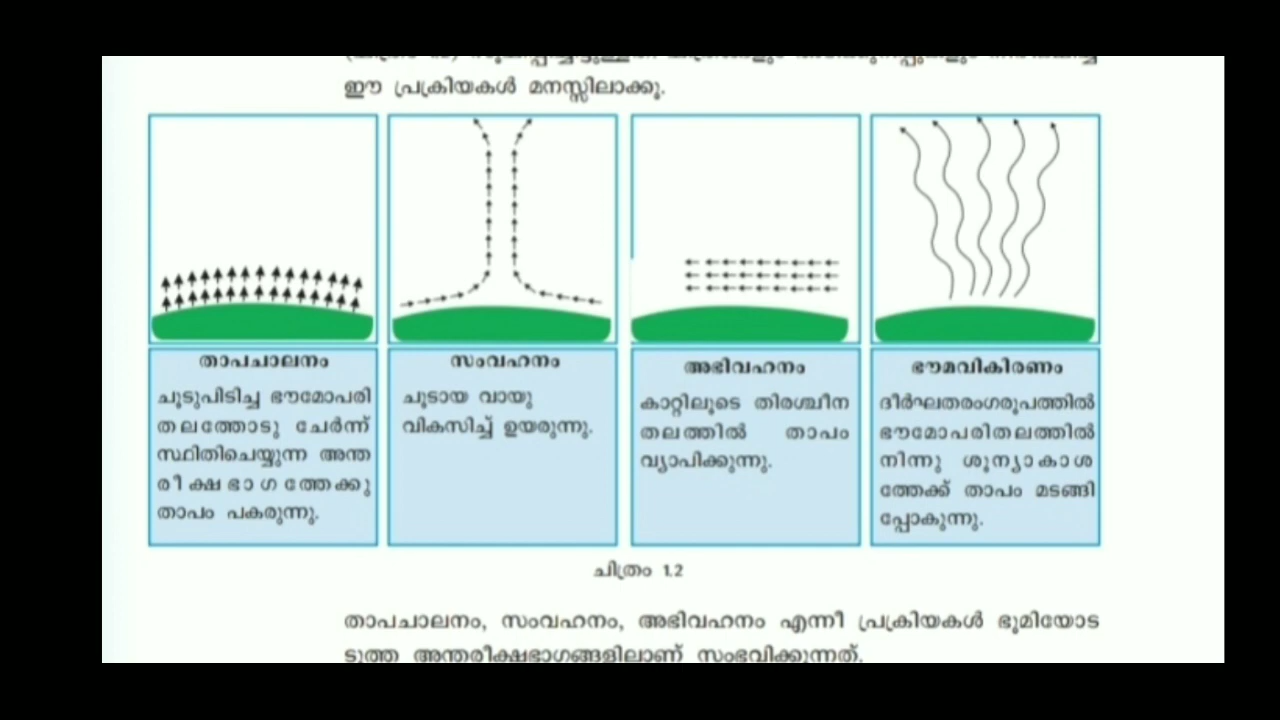 ഈ പ്രക്രിയകൾ മനസ്സിലാക്കൂ.
താപചാലനം
ചൂടുപിടിച്ച ഭൗമോപരി
തലത്തോടു ചേർന്ന്
സ്ഥിതിചെയ്യുന്ന അന്ത
രീക്ഷഭാഗത്തേക്കു
താപം പകരുന്നു.
സംവഹനം
ചൂടായ വായു
വികസിച്ച് ഉയരുന്നു.
അഭിവഹനം
കാറ്റിലൂടെ തിരശ്ചീന
തലത്തിൽ താപം
വ്യാപിക്കുന്നു.
ഭൗമവികിരണം
ദീർഘതരംഗരൂപത്തിൽ
ഭൗമോപരിതലത്തിൽ
നിന്നു ശൂന്യാകാശ
ത്തേക്ക് താപം മടങ്ങി
പ്പോകുന്നു.
ചിത്രം 1.2
താപചാലനം, സംവഹനം, അഭിവഹനം എന്നീ പ്രക്രിയകൾ ഭൂമിയോട
ടുത്ത അന്തരീക്ഷഭാഗങ്ങളിലാണ് സംഭവിക്കുന്നത്.